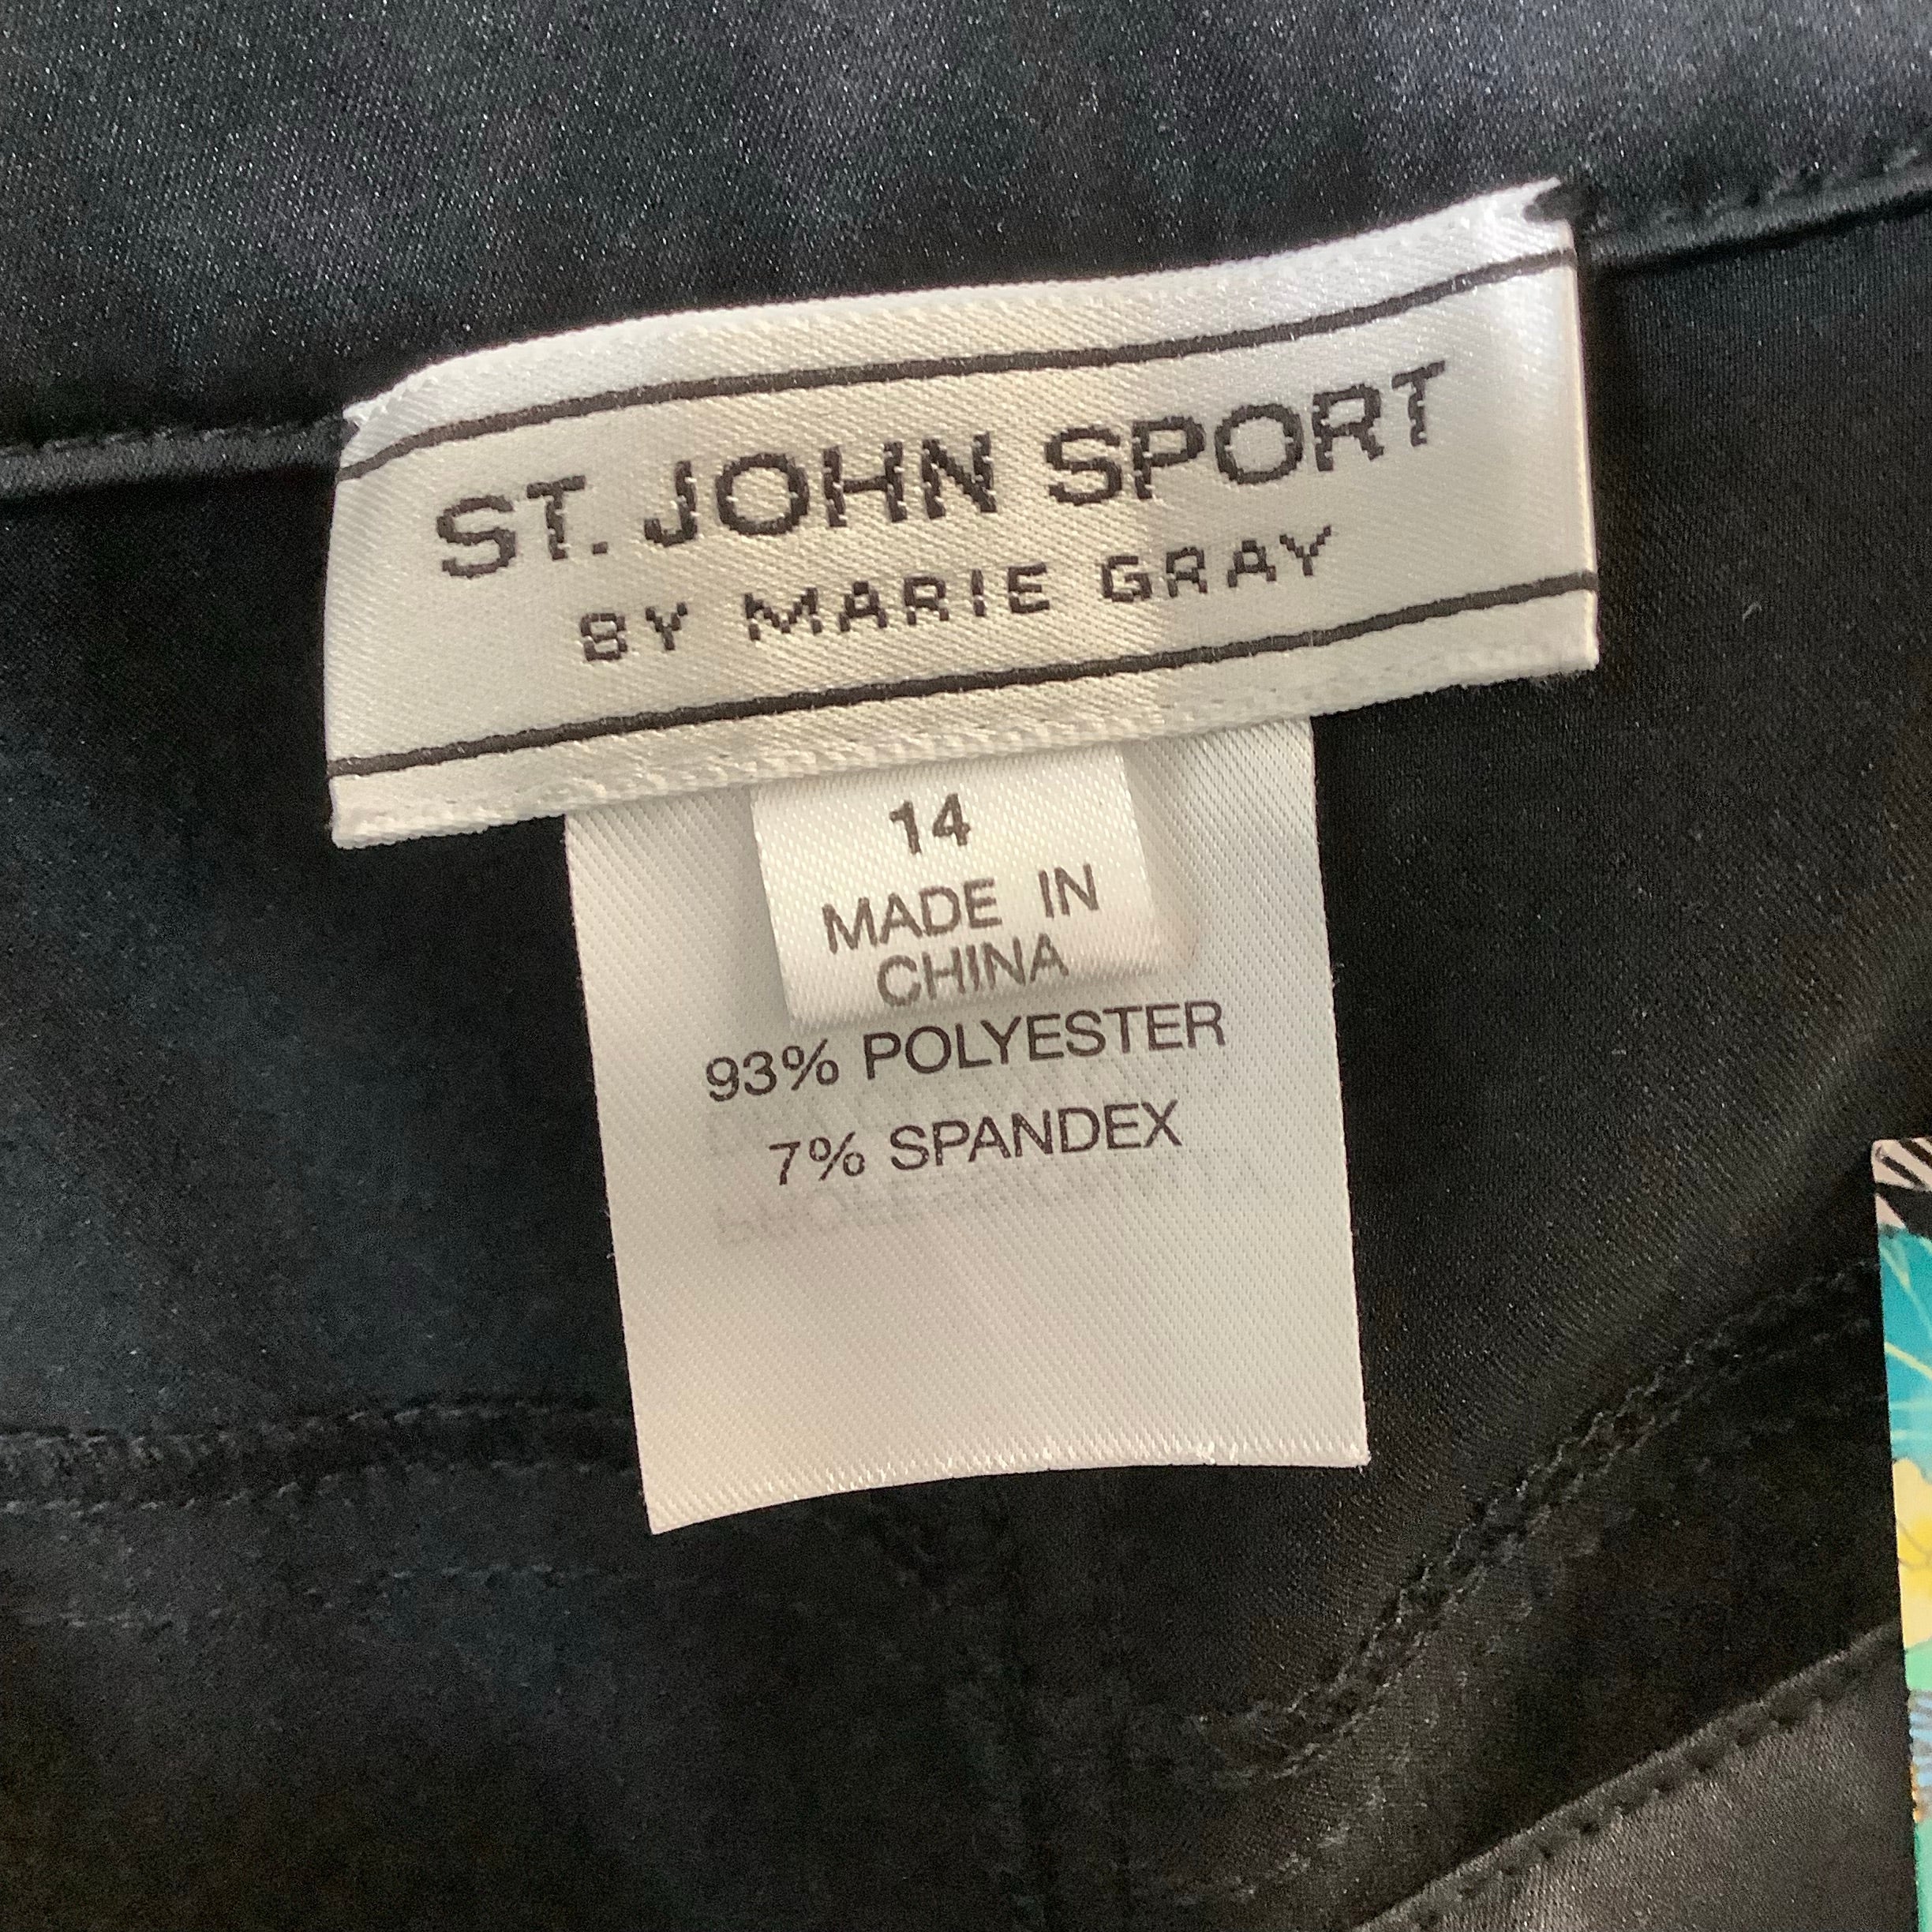 ST. JOHN SPORT
BY MARIE GRAY
14
MADE IN
CHINA
93% POLYESTER
7% SPANDEX